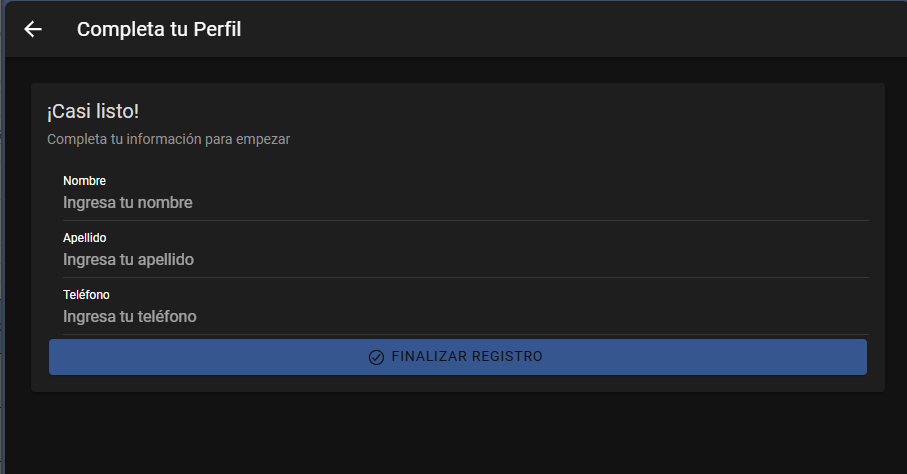 Completa tu Perfil
¡Casi listo!
Completa tu información para empezar
Nombre
Ingresa tu nombre
Apellido
Ingresa tu apellido
Teléfono
Ingresa tu teléfono
FINALIZAR REGISTRO